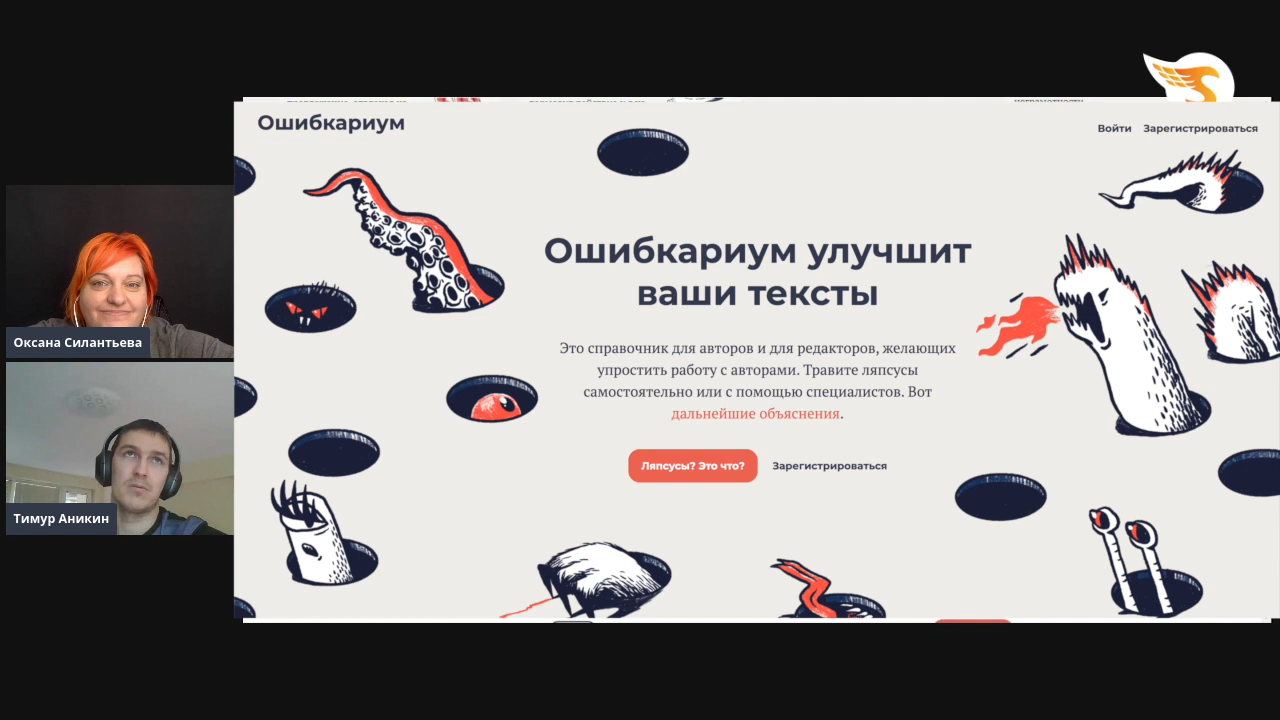 Ошибкариум
Войти
Зарегистрироваться
Ошибкариум улучшит
ваши тексты
Это справочник для авторов и для редакторов, желающих
упростить работу с авторами. Травите ляпсусы
самостоятельно или с помощью специалистов. Вот
дальнейшие объяснения.
Ляпсусы? Это что?
Зарегистрироваться
Оксана Силантьева
Тимур Аникин